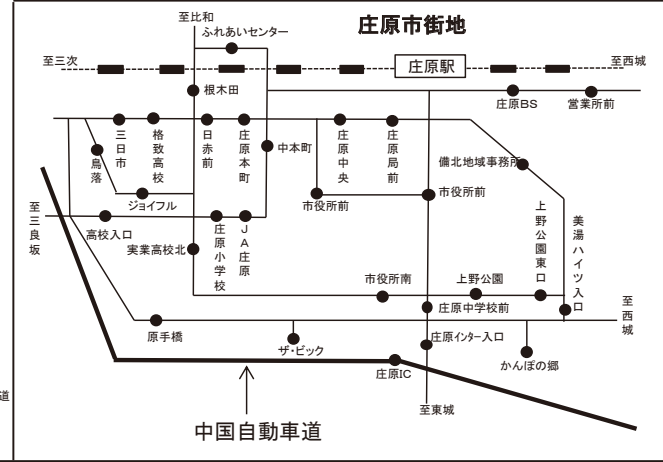 至比和
庄原市街地
ふれあいセンター
至三次
庄原駅
至西城
根木田
庄原BS
営業所前
鳥落
三日市
格致高校
日赤前
庄原本町
中本町
庄原中央
庄原局前
備北地域事務所
ジョイフル
市役所前
市役所前
至三良坂
高校入口
実業高校北
庄原小学校
JA庄原
上野公園東口
美湯ハイツ入口
市役所南
上野公園
庄原中学校前
至西城
原手橋
ザ・ビック
庄原インター入口
かんぽの郷
庄原IC
道
至東城
中国自動車道